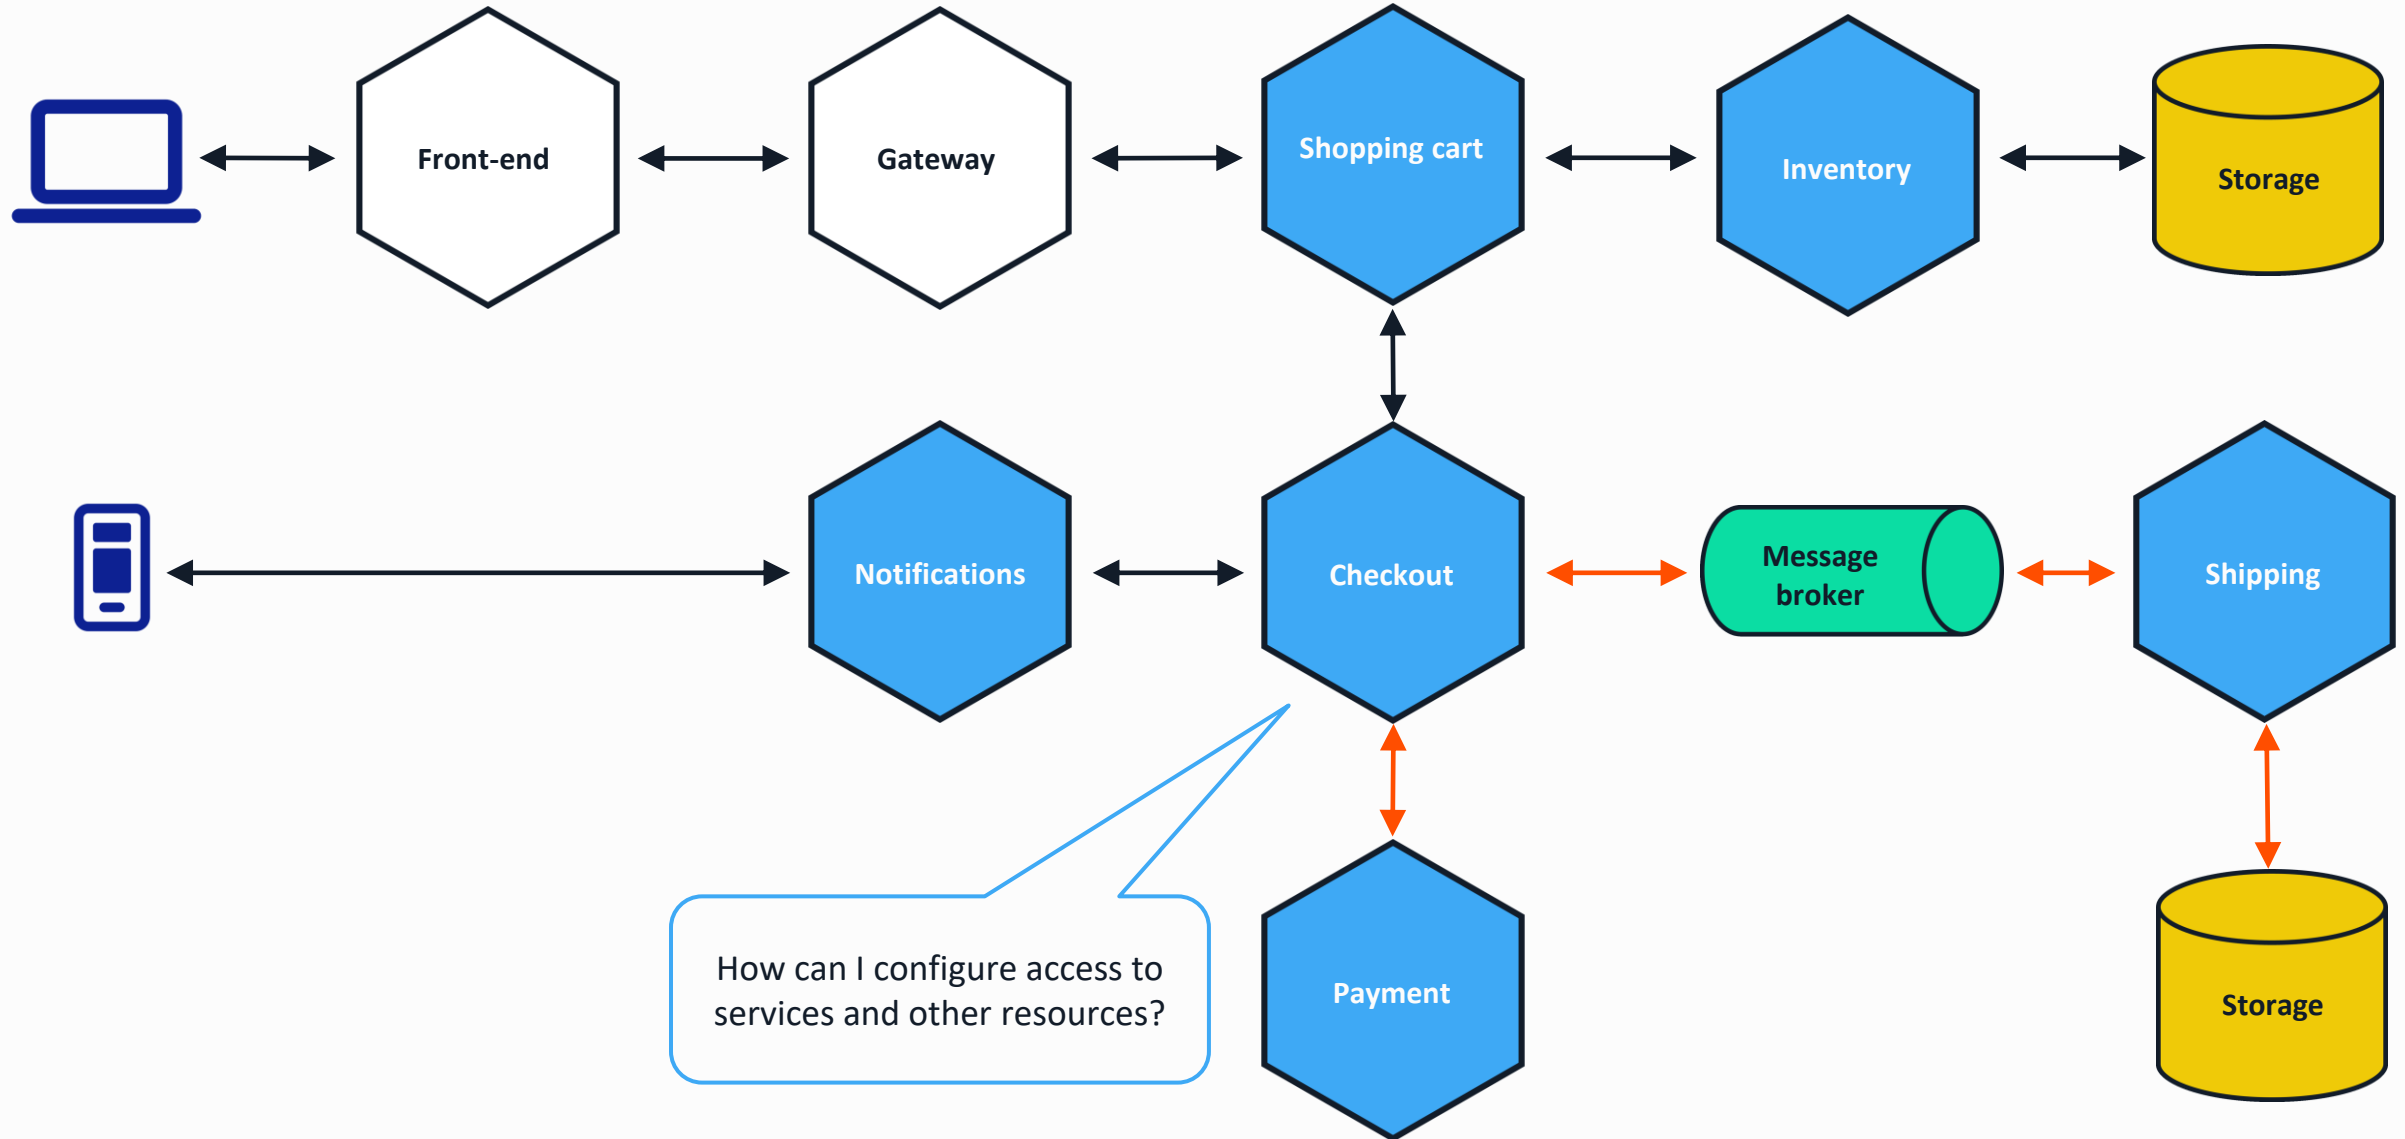 Front-end
Gateway
Shopping cart
Inventory
Storage
Notifications
Checkout
Message
broker
Shipping
How can I configure access to
services and other resources?
Payment
Storage